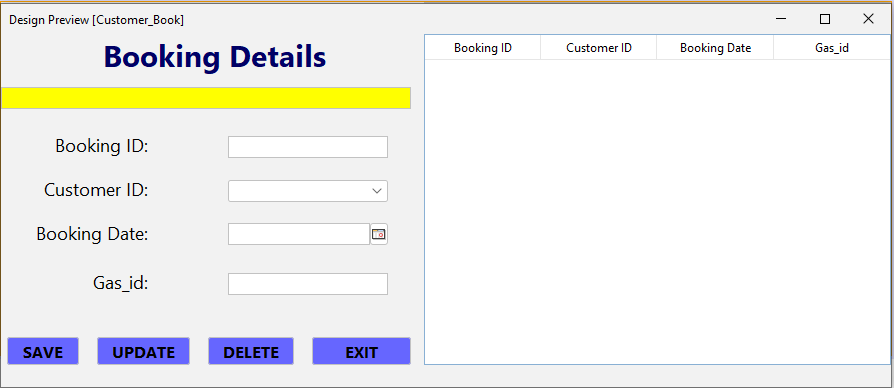 Design Preview [Customer_Book]
Booking Details
Booking ID:
Customer ID:
Booking Date:
Gas_id:
SAVE UPDATE DELETE EXIT
Booking ID Customer ID Booking Date Gas_id